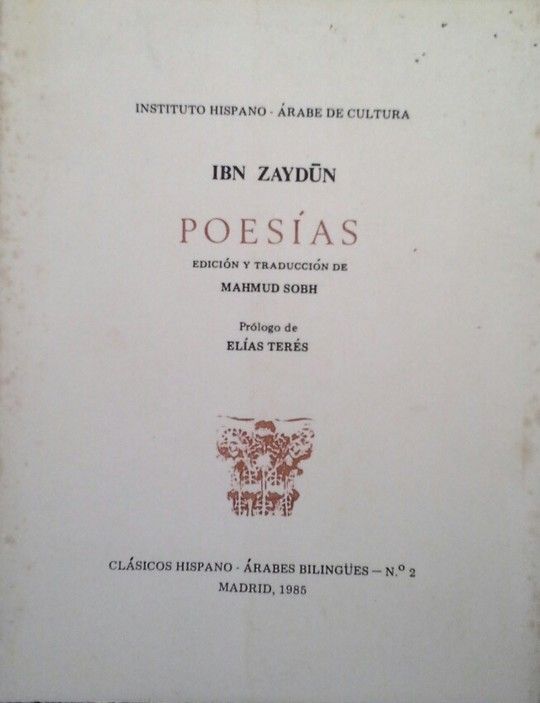 INSTITUTO HISPANO - ÁRABE DE CULTURA
IBN ZAYDŪN
POESÍAS
EDICIÓN Y TRADUCCIÓN DE
MAHMUD SOBH
Prólogo de
ELÍAS TERÉS
CLÁSICOS HISPANO - ÁRABES BILINGÜES — N.º 2
MADRID, 1985